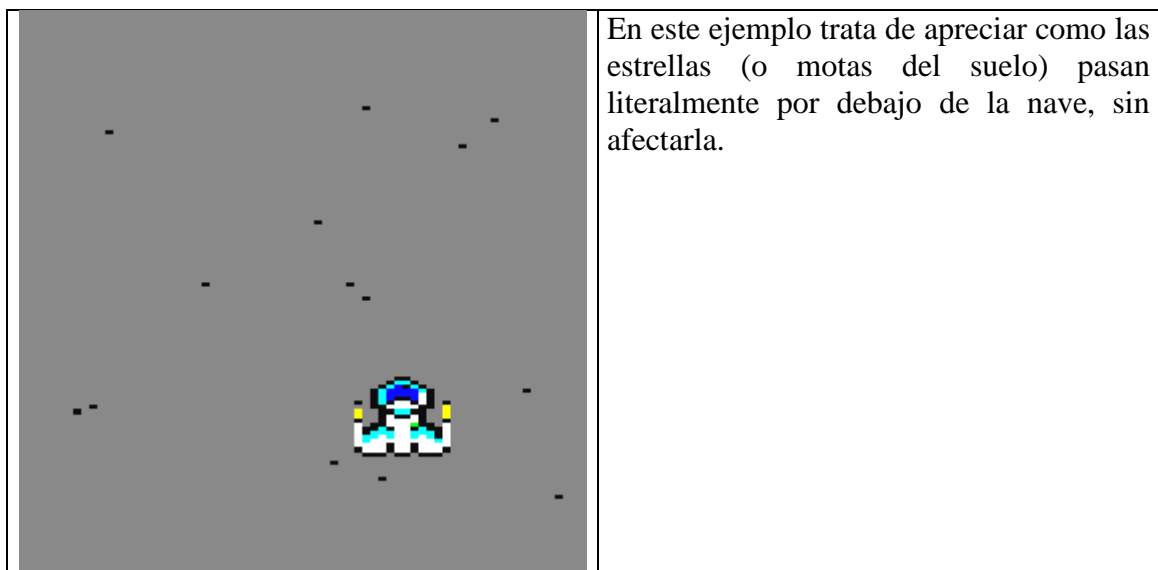 En este ejemplo trata de apreciar como las
estrellas (o motas del suelo) pasan
literalmente por debajo de la nave, sin
afectarla.